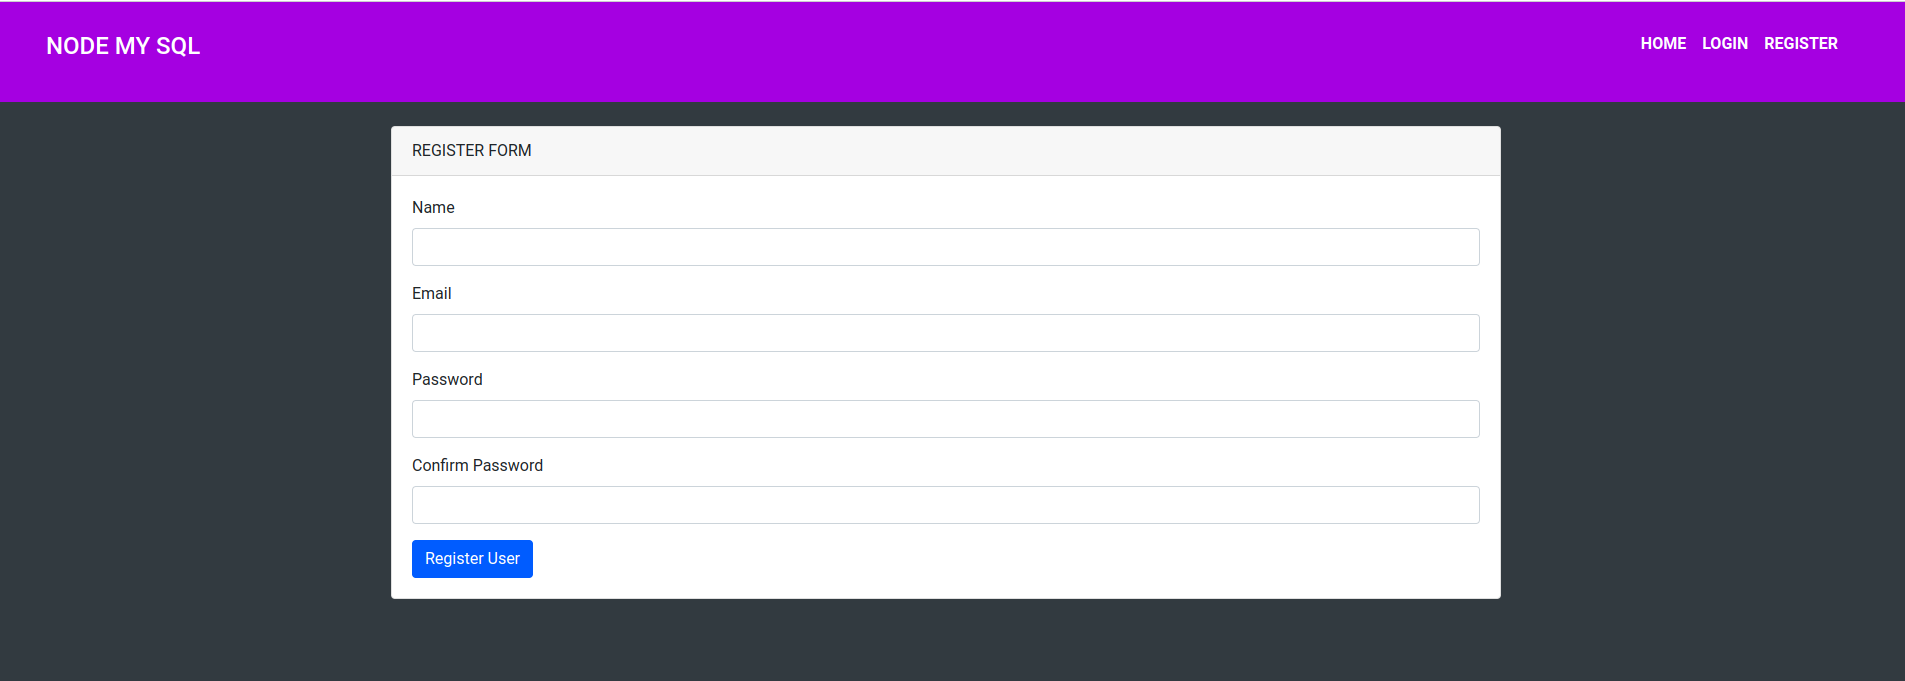 NODE MY SQL
HOME LOGIN REGISTER
REGISTER FORM
Name
Email
Password
Confirm Password
Register User